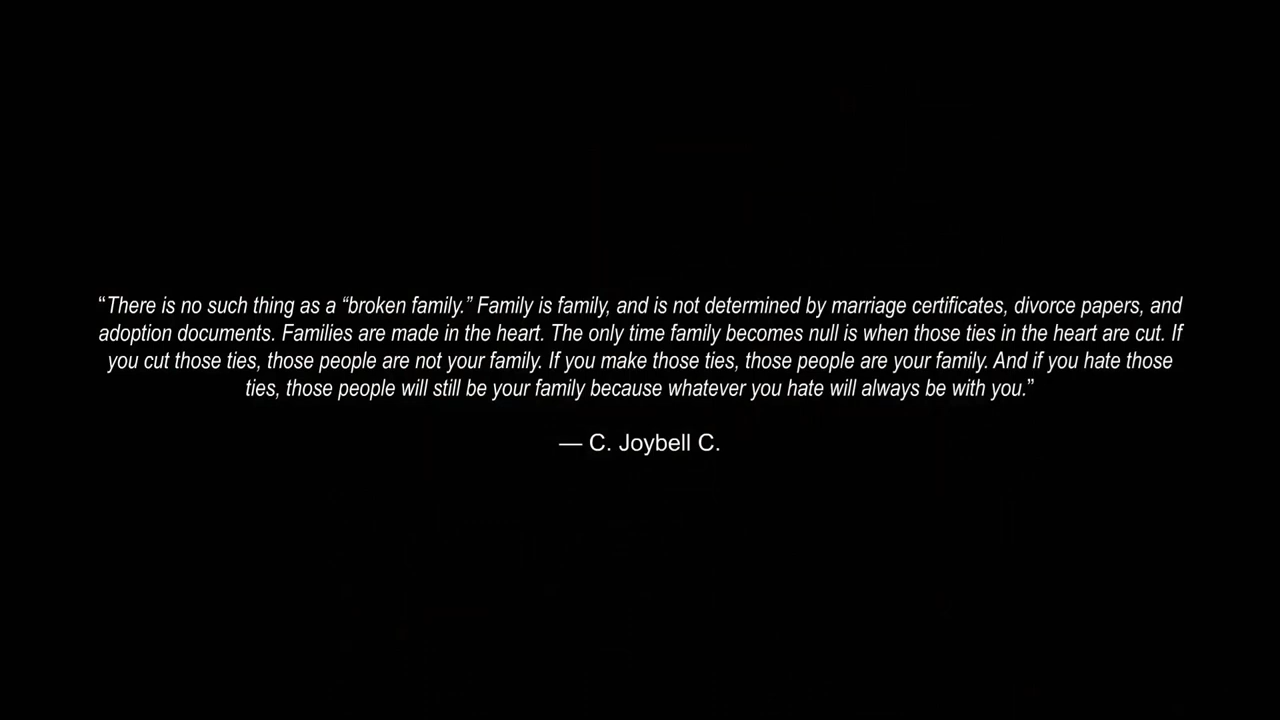 “There is no such thing as a “broken family.” Family is family, and is not determined by marriage certificates, divorce papers, and
adoption documents. Families are made in the heart. The only time family becomes null is when those ties in the heart are cut. If
you cut those ties, those people are not your family. If you make those ties, those people are your family. And if you hate those
ties, those people will still be your family because whatever you hate will always be with you.”
— C. Joybell C.